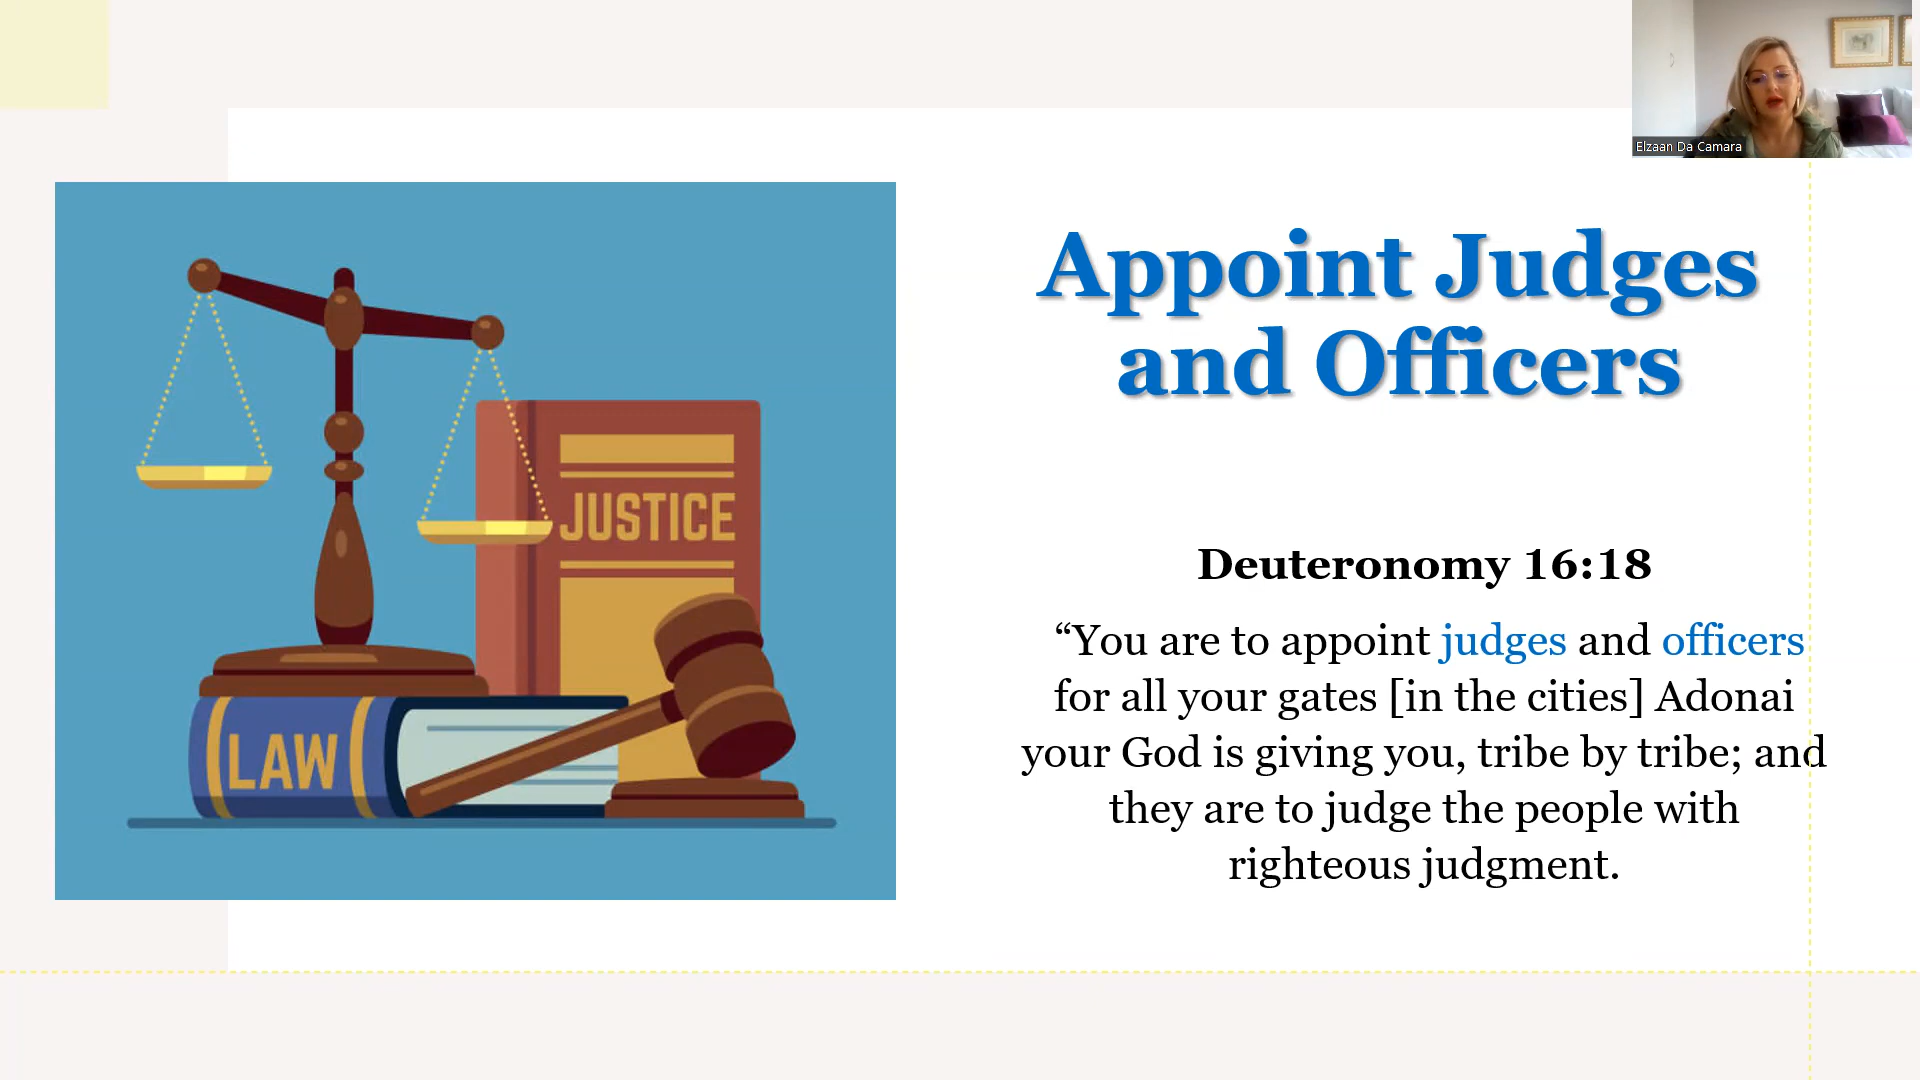 Elzaan Da Camara
Appoint Judges
and Officers
JUSTICE
LAW
Deuteronomy 16:18
“You are to appoint judges and officers
for all your gates [in the cities] Adonai
your God is giving you, tribe by tribe; and
they are to judge the people with
righteous judgment.